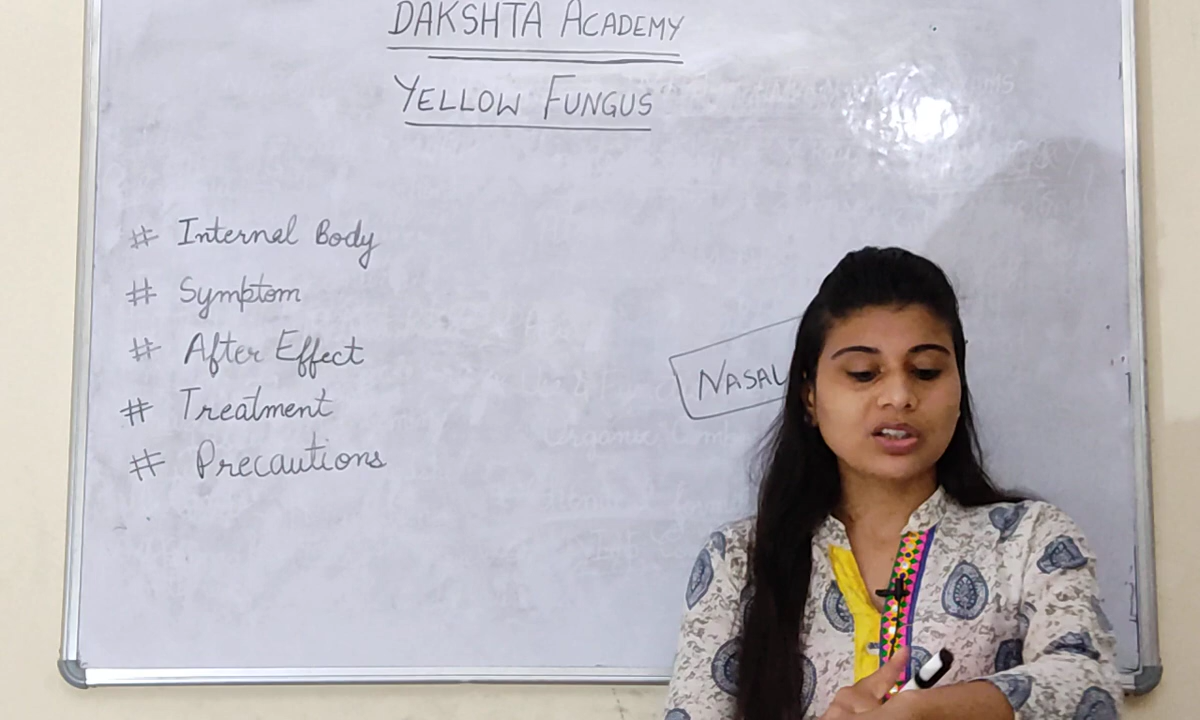 DAKSHTA ACADEMY
YELLOW FUNGUS
# Internal Body
# Symptom
# After Effect
# Treatment
# Precautions
NASAL